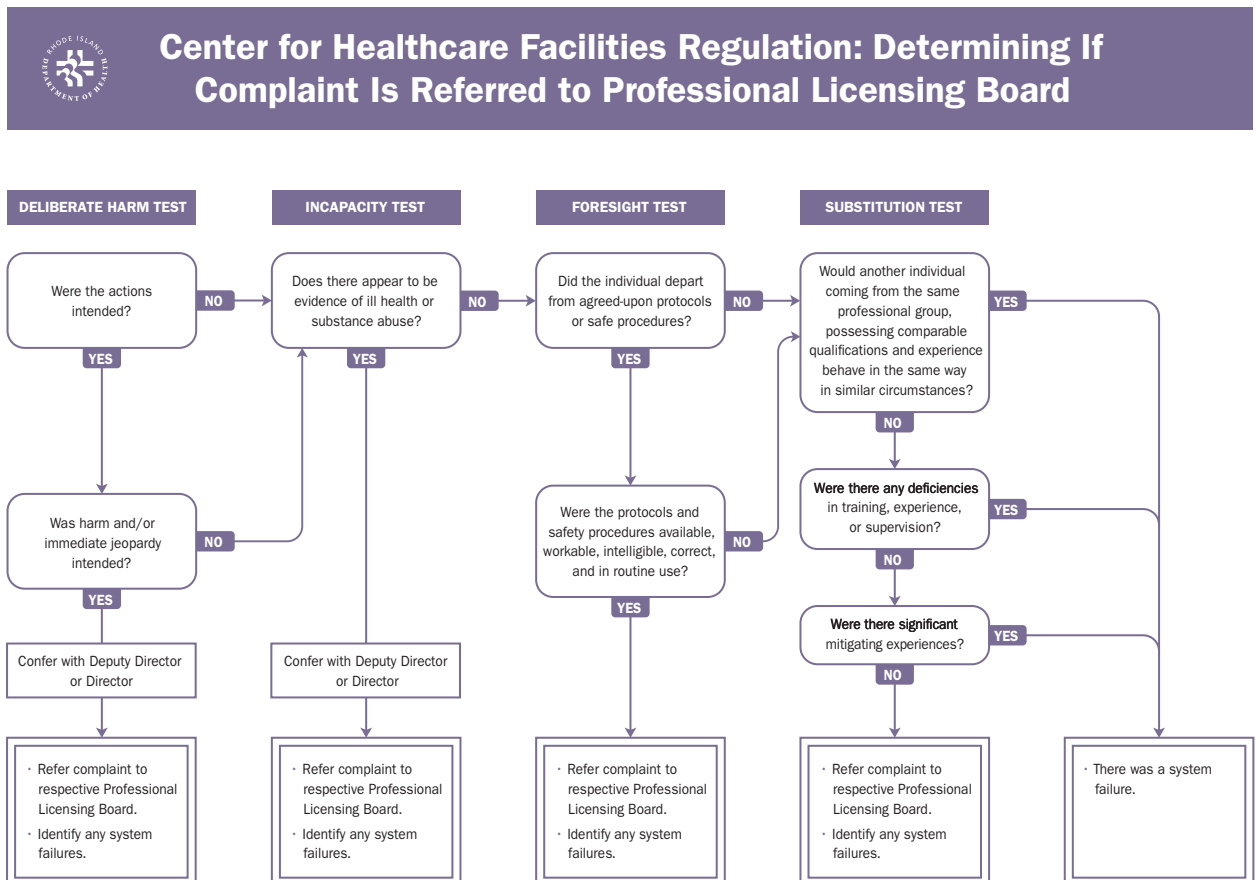 RHODE ISLAND
DEPARTMENT OF HEALTH
Center for Healthcare Facilities Regulation: Determining If
Complaint Is Referred to Professional Licensing Board
DELIBERATE HARM TEST
INCAPACITY TEST
FORESIGHT TEST
SUBSTITUTION TEST
Were the actions
intended?
NO
YES
Does there appear to be
evidence of ill health or
substance abuse?
NO
YES
Did the individual depart
from agreed-upon protocols
or safe procedures?
NO
YES
Would another individual
coming from the same
professional group,
possessing comparable
qualifications and experience
behave in the same way
in similar circumstances?
YES
NO
Was harm and/or
immediate jeopardy
intended?
NO
YES
Were the protocols and
safety procedures available,
workable, intelligible, correct,
and in routine use?
NO
YES
Were there any deficiencies
in training, experience,
or supervision?
YES
NO
Were there significant
mitigating experiences?
YES
NO
Confer with Deputy Director
or Director
Confer with Deputy Director
or Director
· Refer complaint to
respective Professional
Licensing Board.
· Identify any system
failures.
· Refer complaint to
respective Professional
Licensing Board.
· Identify any system
failures.
· Refer complaint to
respective Professional
Licensing Board.
· Identify any system
failures.
· Refer complaint to
respective Professional
Licensing Board.
· Identify any system
failures.
· There was a system
failure.